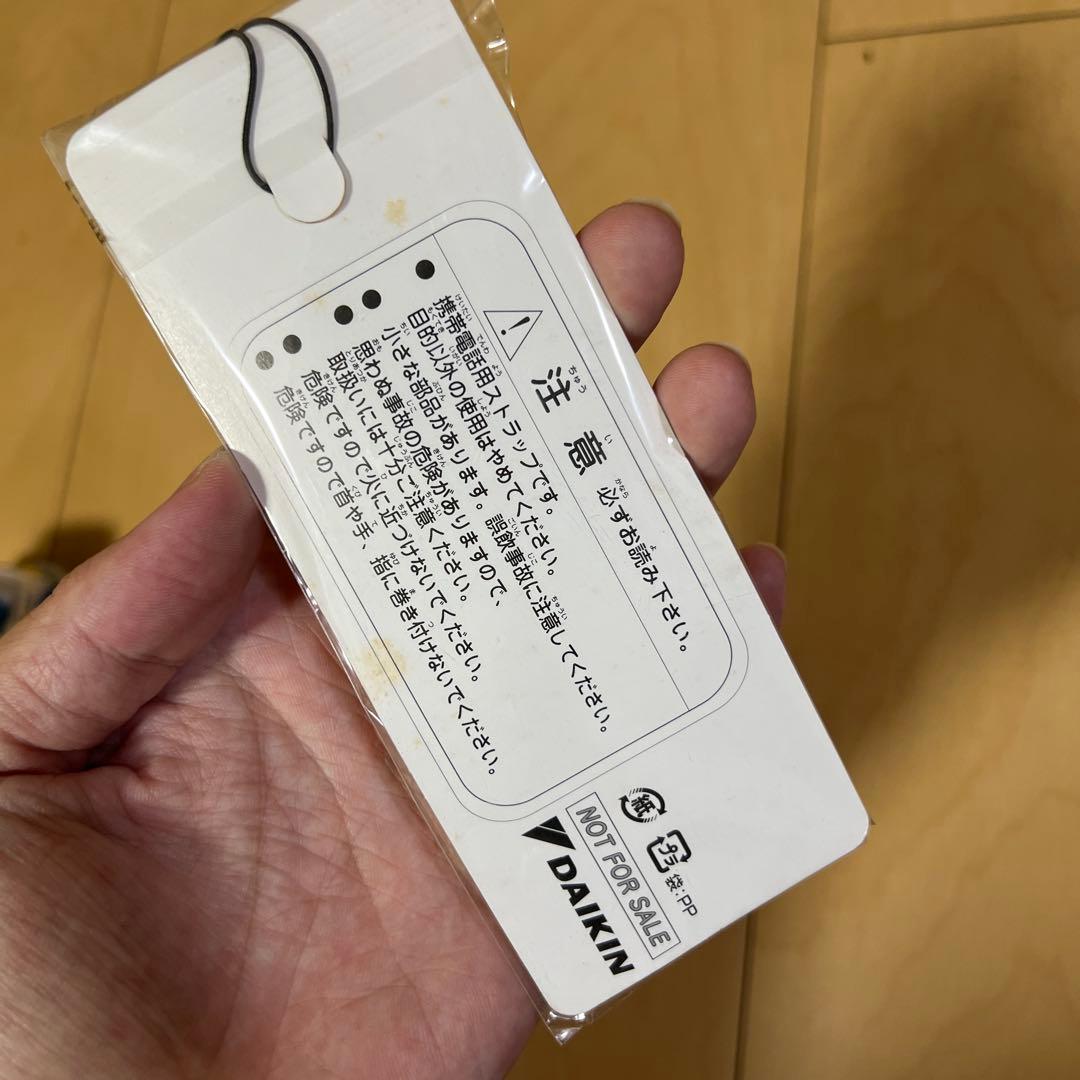 注意 必ずお読み下さい。
●携帯電話用ストラップです。
目的以外の使用はやめてください。
●小さな部品があります。誤飲事故に注意してください。
●思わぬ事故の危険がありますので、
取扱いには十分ご注意ください。
●危険ですので火に近づけないでください。
●危険ですので首や手、指に巻き付けないでください。
紙
プラ
袋:PP
NOT FOR SALE
DAIKIN